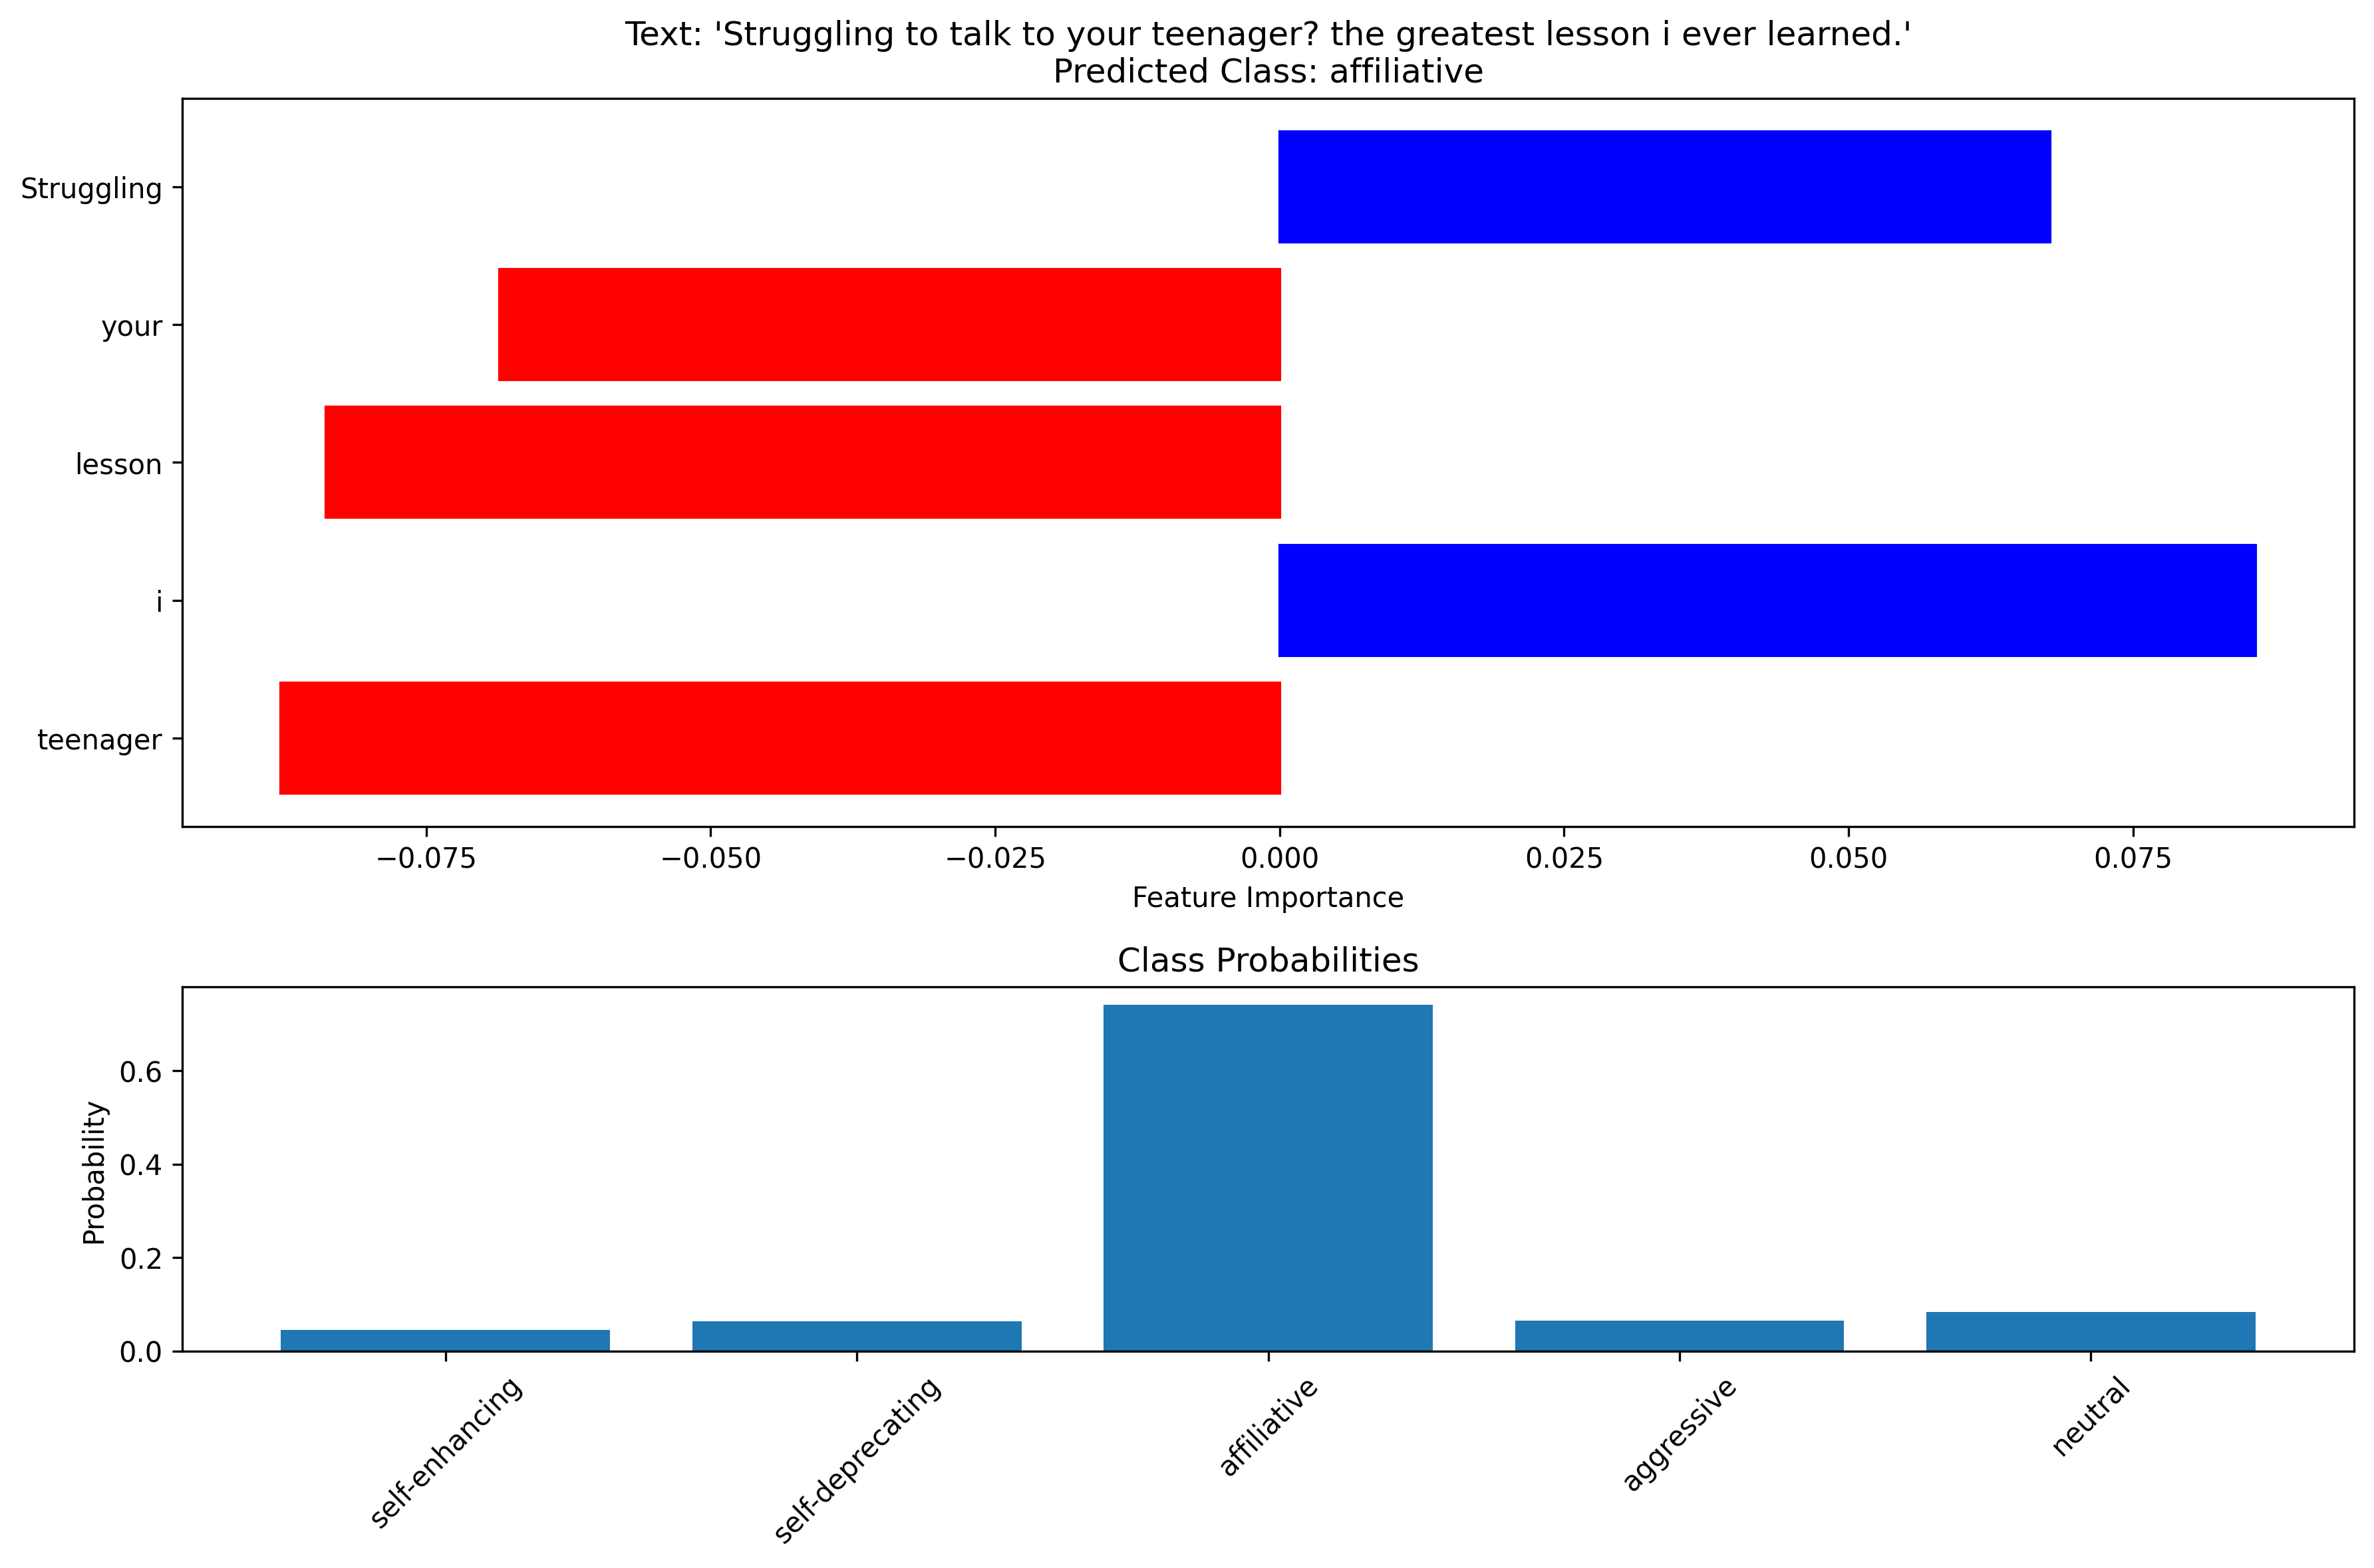 Text: 'Struggling to talk to your teenager? the greatest lesson i ever learned.'
Predicted Class: affiliative
Struggling
your
lesson
i
teenager
−0.075 −0.050 −0.025 0.000 0.025 0.050 0.075
Feature Importance
Class Probabilities
Probability
0.6
0.4
0.2
0.0
self-enhancing
self-deprecating
affiliative
aggressive
neutral